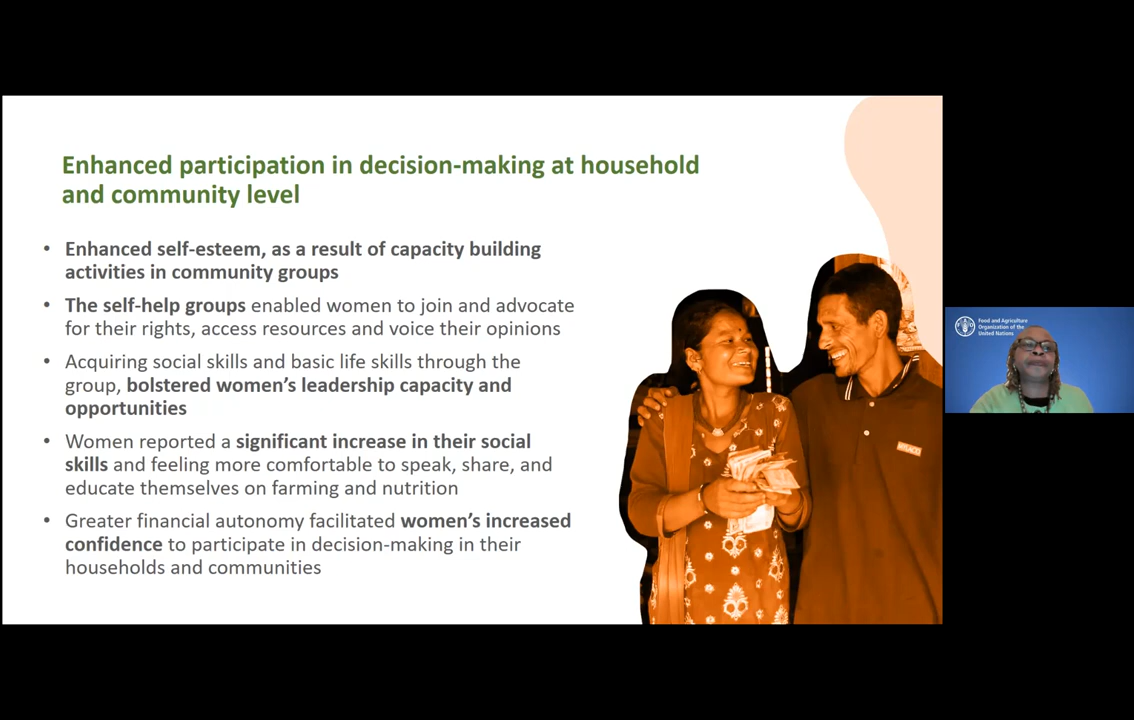 Enhanced participation in decision-making at household
and community level
• Enhanced self-esteem, as a result of capacity building
activities in community groups
• The self-help groups enabled women to join and advocate
for their rights, access resources and voice their opinions
• Acquiring social skills and basic life skills through the
group, bolstered women's leadership capacity and
opportunities
• Women reported a significant increase in their social
skills and feeling more comfortable to speak, share, and
educate themselves on farming and nutrition
• Greater financial autonomy facilitated women's increased
confidence to participate in decision-making in their
households and communities
Food and Agriculture
Organization of the
United Nations